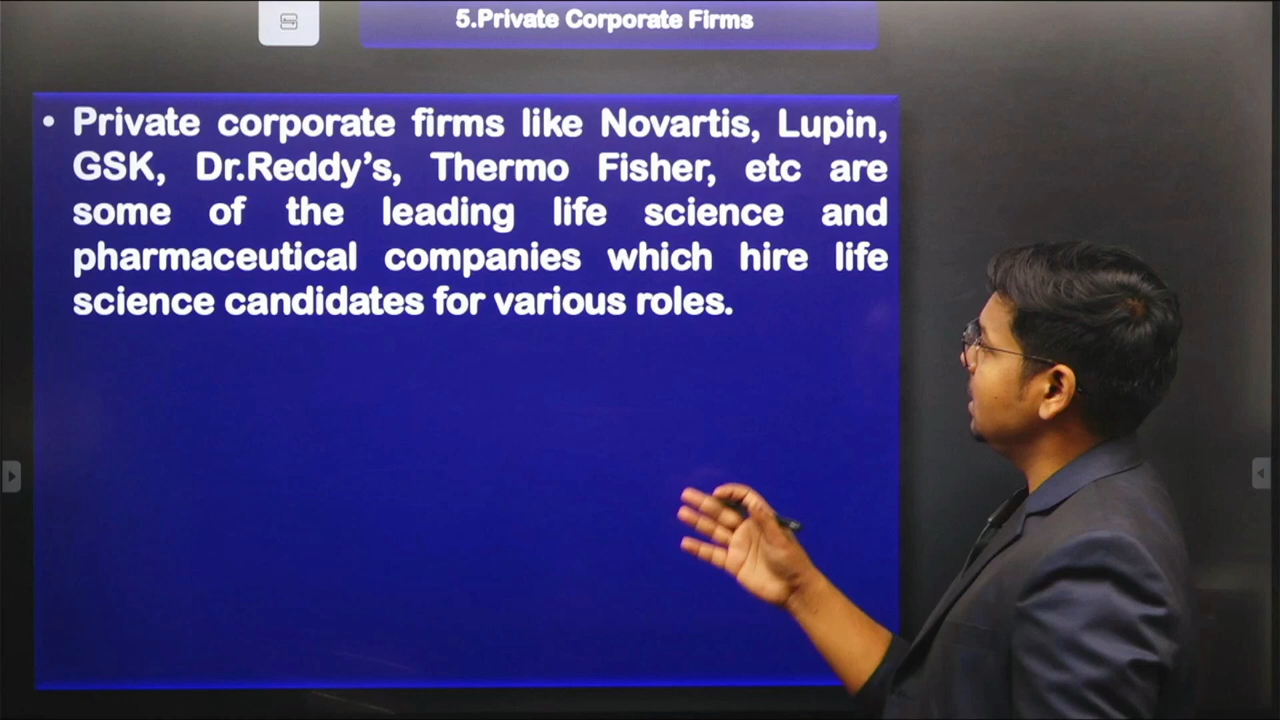 5.Private Corporate Firms
• Private corporate firms like Novartis, Lupin,
GSK, Dr.Reddy’s, Thermo Fisher, etc are
some of the leading life science and
pharmaceutical companies which hire life
science candidates for various roles.